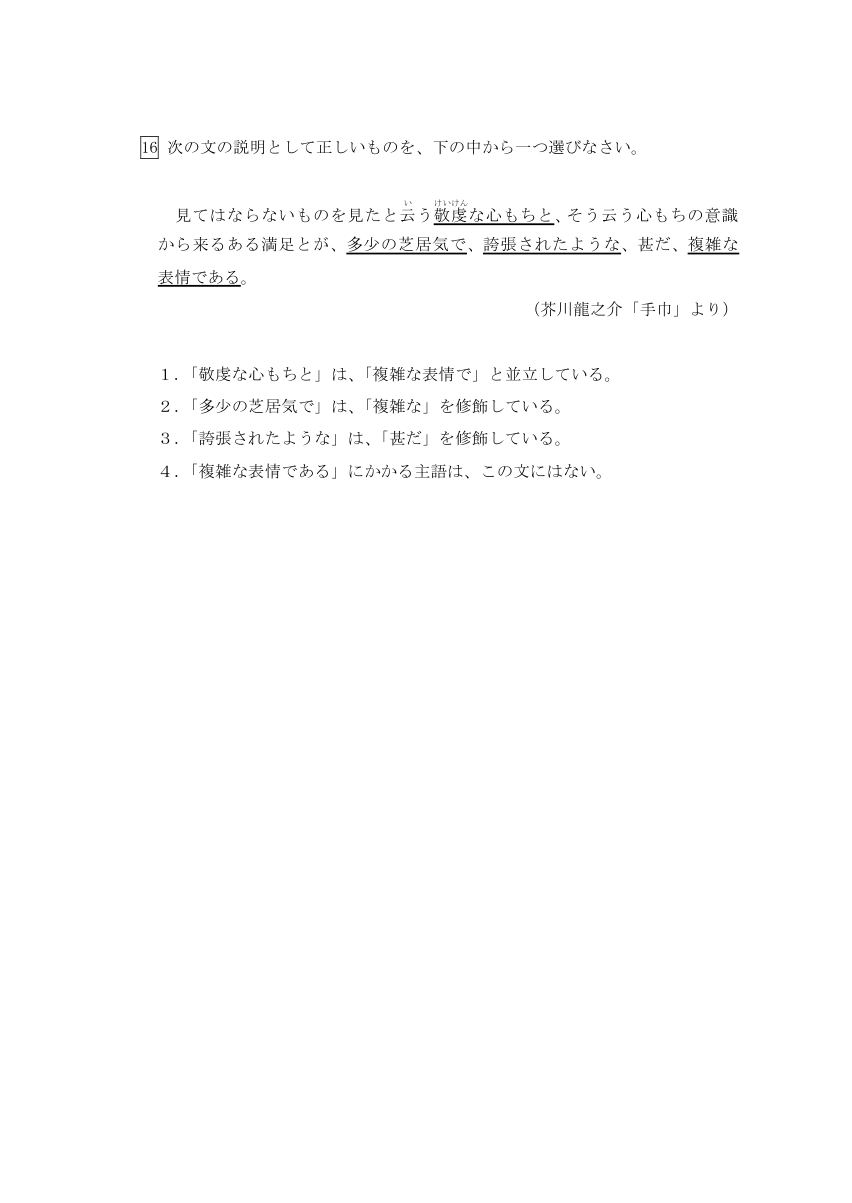 16 次の文の説明として正しいものを、下の中から一つ選びなさい。
い けいけん
見てはならないものを見たと云う敬虔な心もちと、そう云う心もちの意識
から来るある満足とが、多少の芝居気で、誇張されたような、甚だ、複雑な
表情である。
（芥川龍之介「手巾」より）
１．「敬虔な心もちと」は、「複雑な表情で」と並立している。
２．「多少の芝居気で」は、「複雑な」を修飾している。
３．「誇張されたような」は、「甚だ」を修飾している。
４．「複雑な表情である」にかかる主語は、この文にはない。